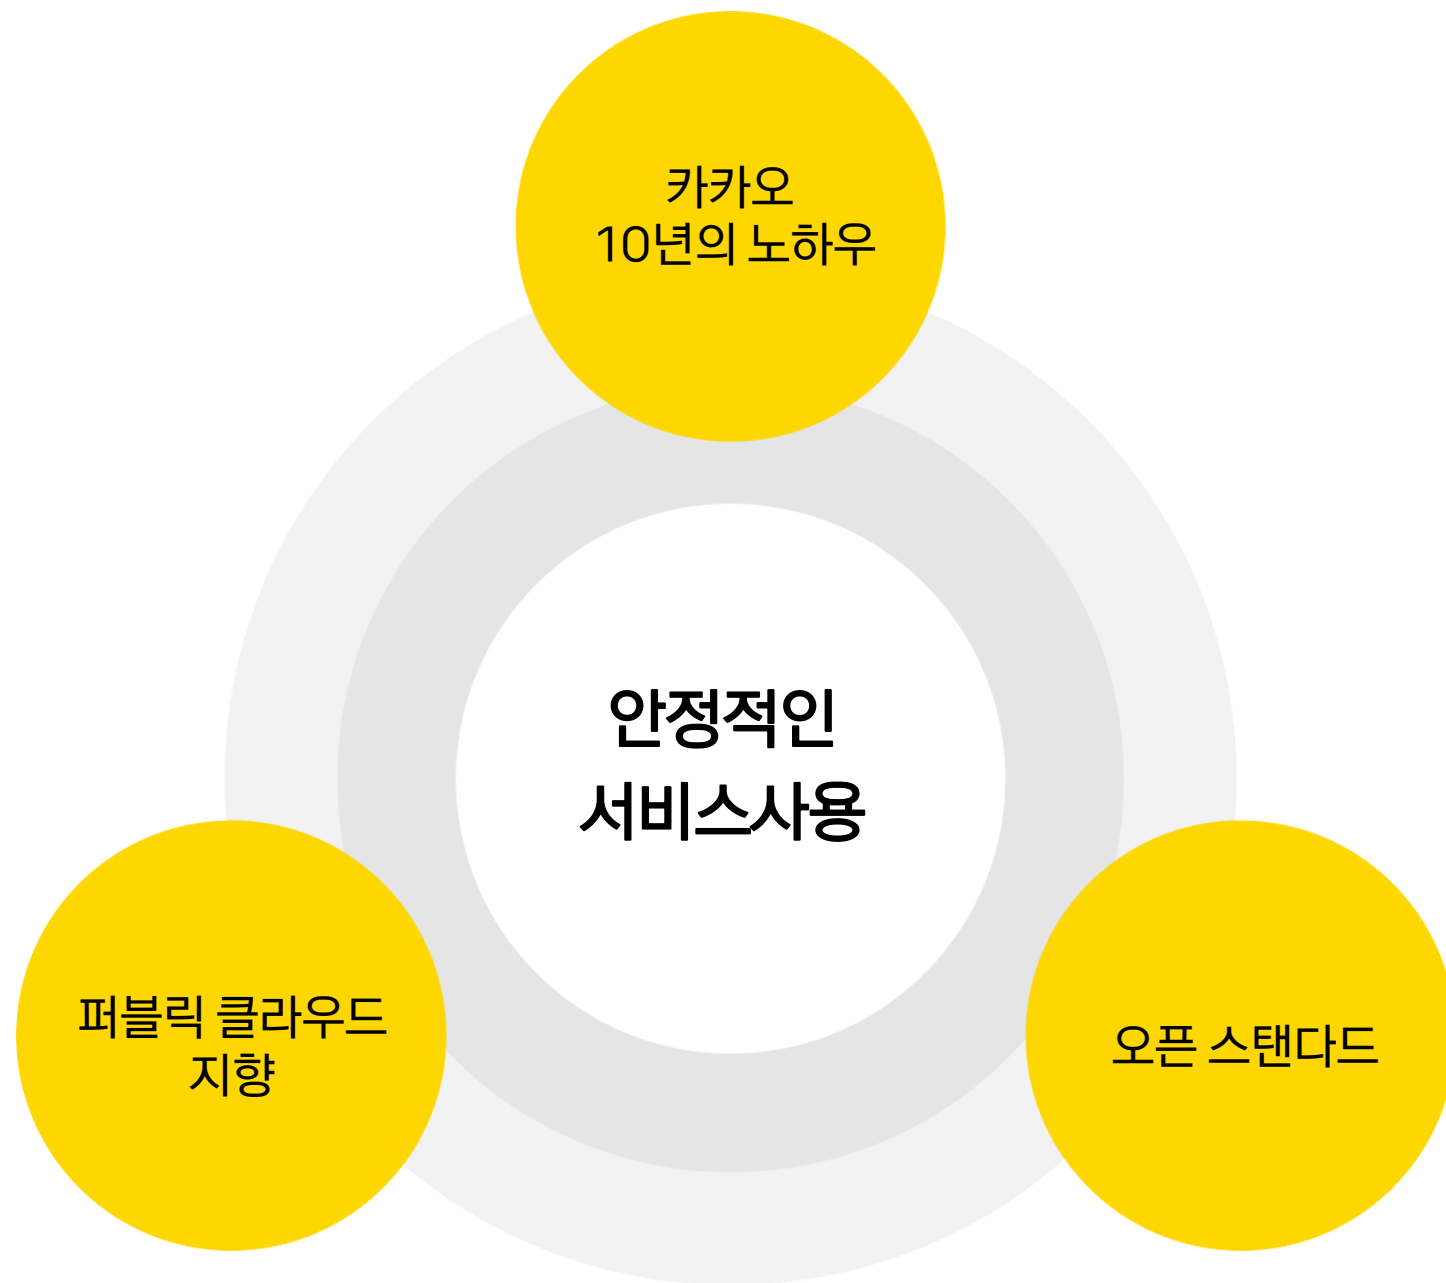 카카오
10년의 노하우
안정적인
서비스사용
퍼블릭 클라우드
지향
오픈 스탠다드